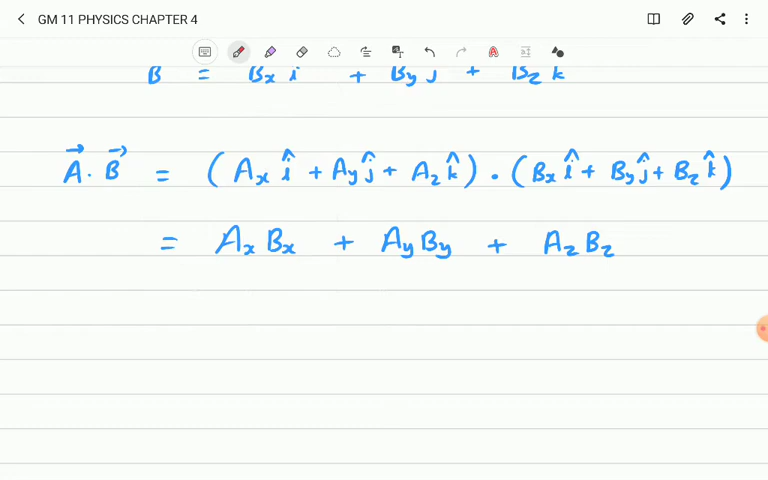 GM 11 PHYSICS CHAPTER 4
B = Bx i + By j + Bz k
A⃗ . B⃗ = ( Ax î + Ay ĵ + Az k̂ ) . ( Bx î + By ĵ + Bz k̂ )
= Ax Bx + Ay By + Az Bz